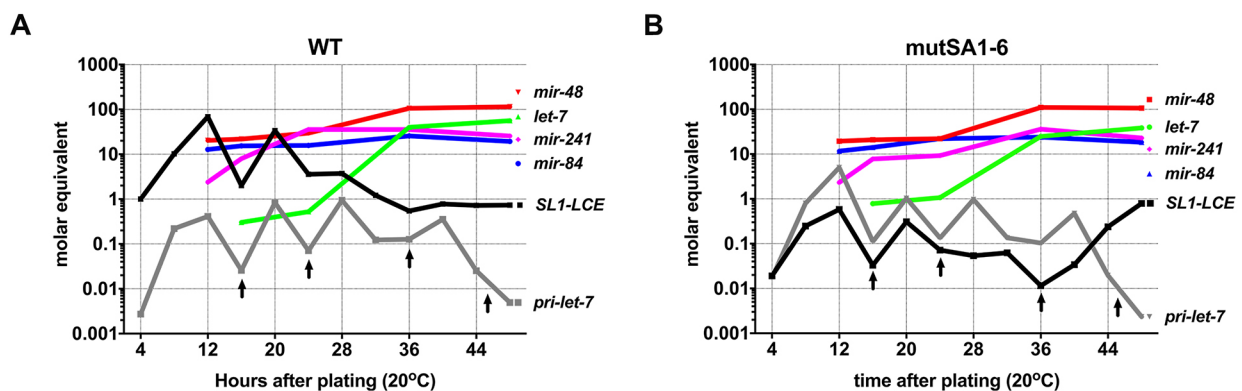 A
WT
1000
100
10
1
0.1
0.01
0.001
molar equivalent
mir-48
let-7
mir-241
mir-84
SL1-LCE
pri-let-7
4
12
20
28
36
44
Hours after plating (20°C)
B
mutSA1-6
1000
100
10
1
0.1
0.01
0.001
molar equivalent
mir-48
let-7
mir-241
mir-84
SL1-LCE
pri-let-7
4
12
20
28
36
44
time after plating (20°C)